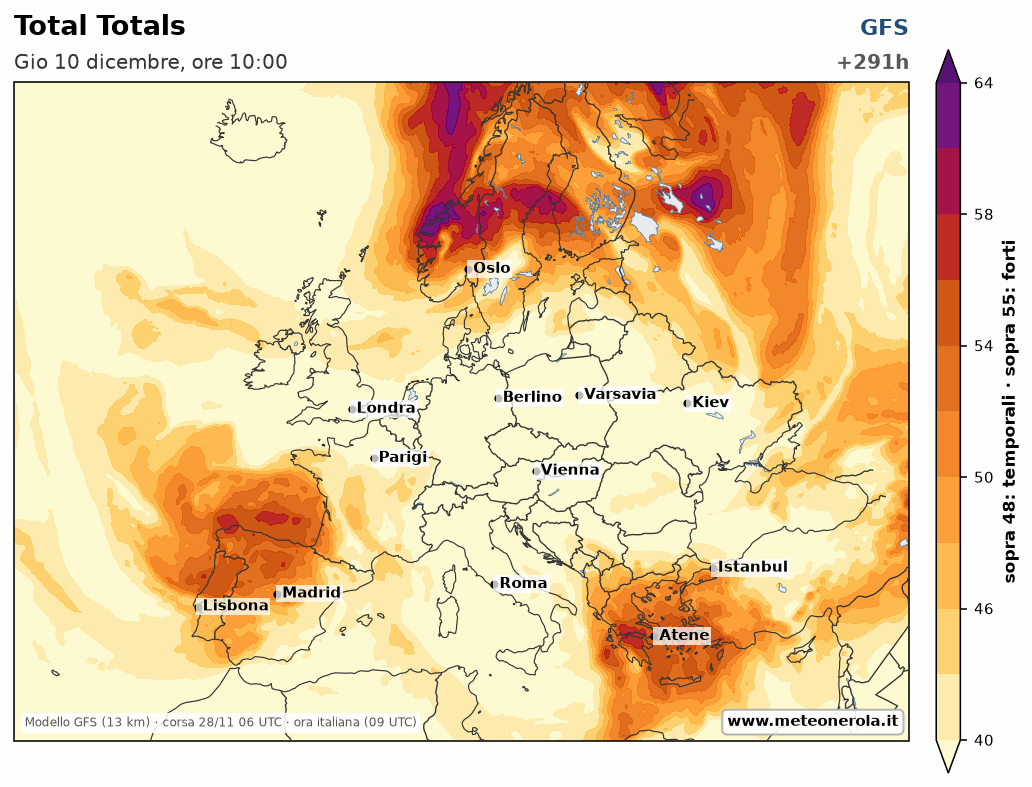 Total Totals
GFS
Gio 10 dicembre, ore 10:00
+291h
64
58
54
50
46
40
sopra 48: temporali · sopra 55: forti
Oslo
Berlino
Varsavia
Kiev
Londra
Parigi
Vienna
Istanbul
Roma
Madrid
Lisbona
Atene
Modello GFS (13 km) · corsa 28/11 06 UTC · ora italiana (09 UTC)
www.meteonerola.it